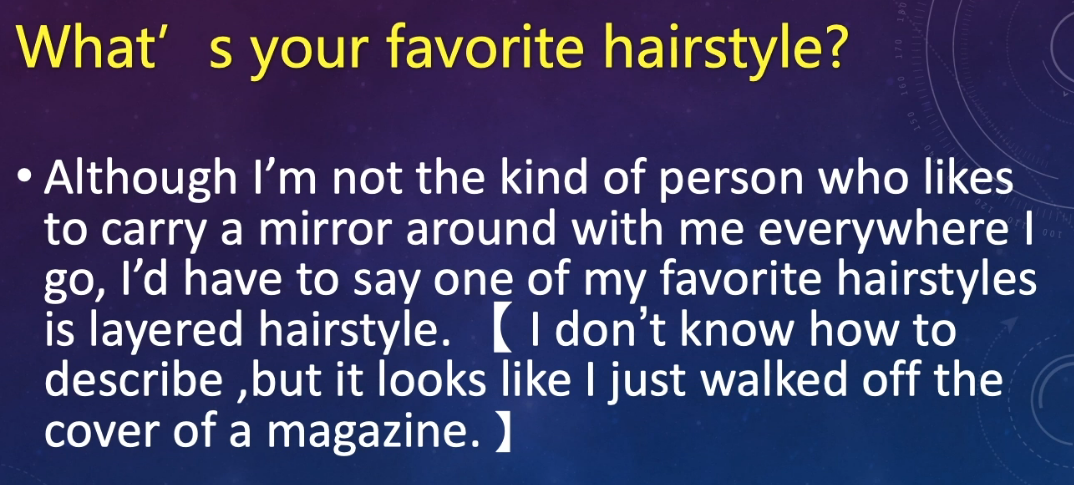 What’ s your favorite hairstyle?
• Although I’m not the kind of person who likes
to carry a mirror around with me everywhere I
go, I’d have to say one of my favorite hairstyles
is layered hairstyle. 【 I don’t know how to
describe ,but it looks like I just walked off the
cover of a magazine. 】